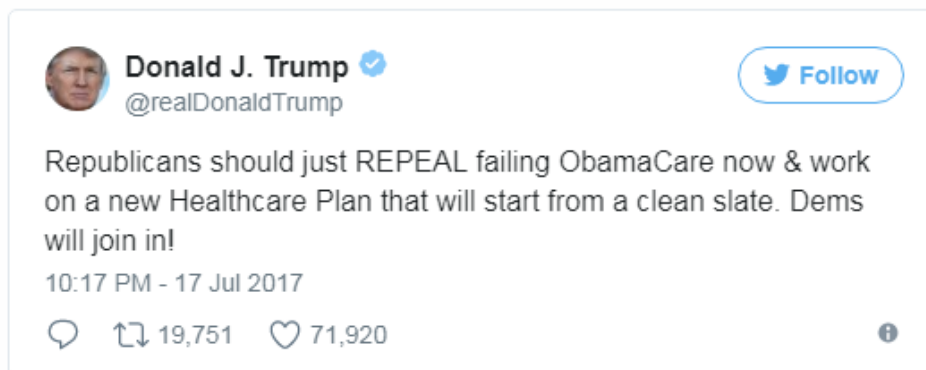 Donald J. Trump
@realDonaldTrump
Follow
Republicans should just REPEAL failing ObamaCare now & work
on a new Healthcare Plan that will start from a clean slate. Dems
will join in!
10:17 PM - 17 Jul 2017
19,751 71,920